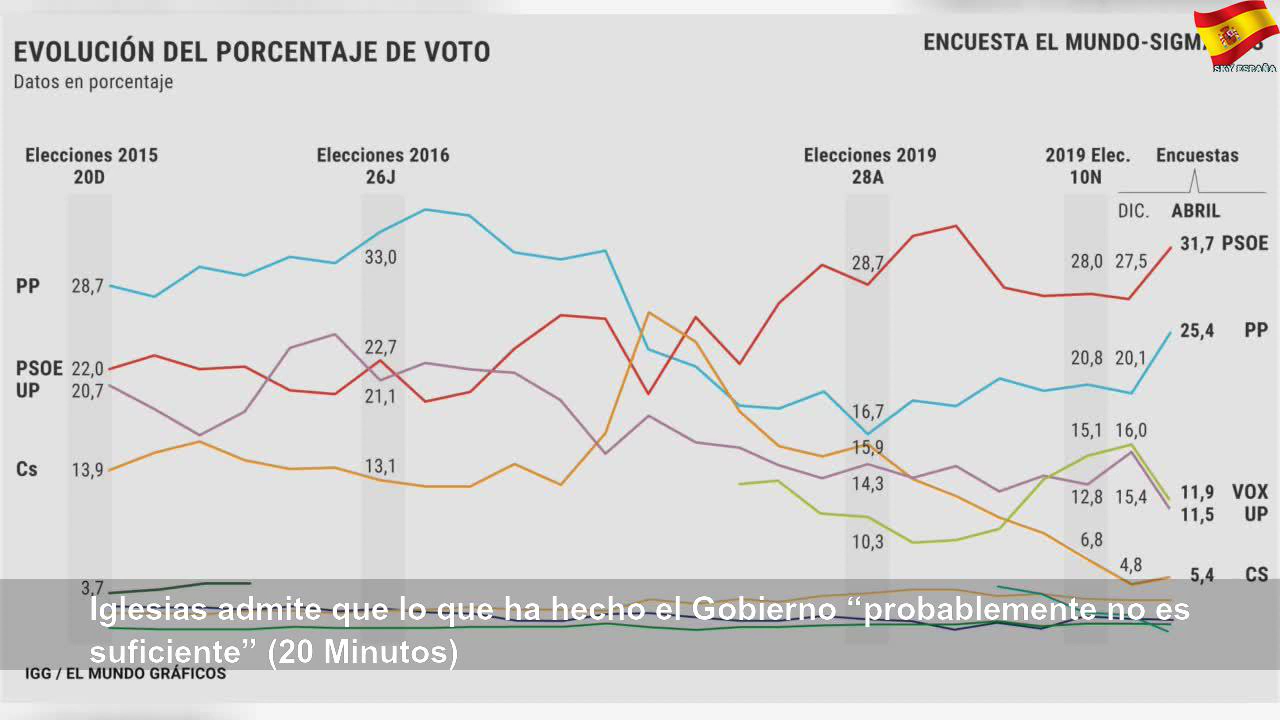 EVOLUCIÓN DEL PORCENTAJE DE VOTO
Datos en porcentaje
ENCUESTA EL MUNDO-SIGM
SKY ESPAÑA
Elecciones 2015
20D
Elecciones 2016
26J
Elecciones 2019
28A
2019 Elec.
10N
Encuestas
DIC. ABRIL
31,7 PSOE
28,7
28,0 27,5
33,0
PP 28,7
25,4 PP
20,8 20,1
22,7
PSOE 22,0
UP 20,7
21,1
16,7
15,9
15,1 16,0
Cs 13,9
13,1
14,3
12,8 15,4
11,9 VOX
11,5 UP
10,3
6,8
4,8
5,4 CS
3,7
Iglesias admite que lo que ha hecho el Gobierno “probablemente no es
suficiente” (20 Minutos)
IGG / EL MUNDO GRÁFICOS